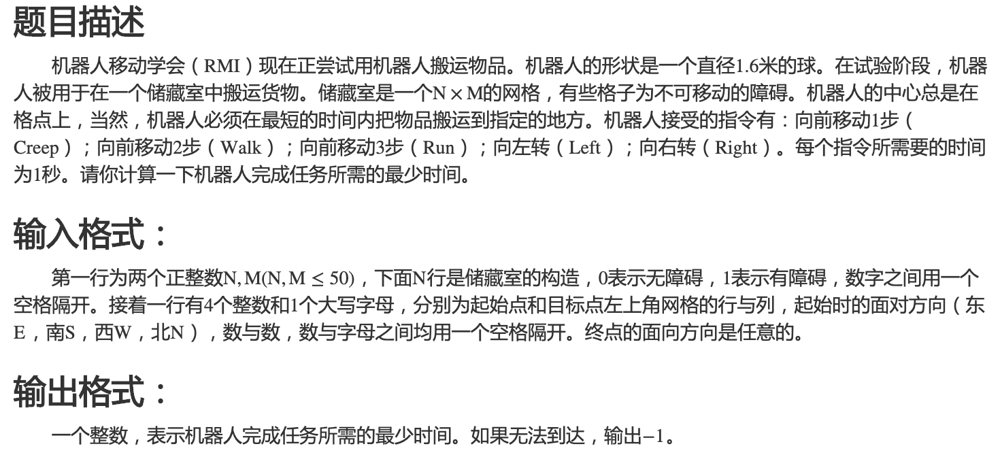 题目描述
机器人移动学会（RMI）现在正尝试用机器人搬运物品。机器人的形状是一个直径1.6米的球。在试验阶段，机器
人被用于在一个储藏室中搬运货物。储藏室是一个N × M的网格，有些格子为不可移动的障碍。机器人的中心总是在
格点上，当然，机器人必须在最短的时间内把物品搬运到指定的地方。机器人接受的指令有：向前移动1步（
Creep）；向前移动2步（Walk）；向前移动3步（Run）；向左转（Left）；向右转（Right）。每个指令所需要的时间
为1秒。请你计算一下机器人完成任务所需的最少时间。
输入格式：
第一行为两个正整数N, M(N, M ≤ 50)，下面N行是储藏室的构造，0表示无障碍，1表示有障碍，数字之间用一个
空格隔开。接着一行有4个整数和1个大写字母，分别为起始点和目标点左上角网格的行与列，起始时的面对方向（东
E，南S，西W，北N），数与数，数与字母之间均用一个空格隔开。终点的面向方向是任意的。
输出格式：
一个整数，表示机器人完成任务所需的最少时间。如果无法到达，输出−1。